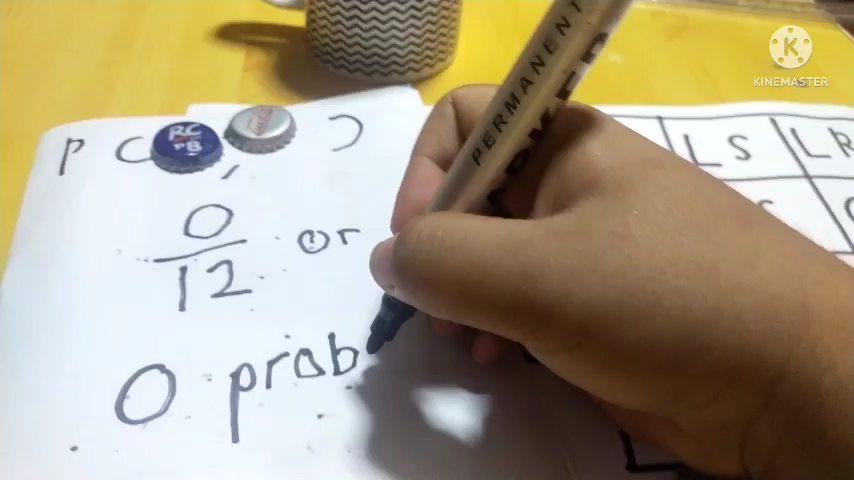 KINEMASTER
P ( RC , )
0/12 or
0 prob
PERMANENT
LS LR